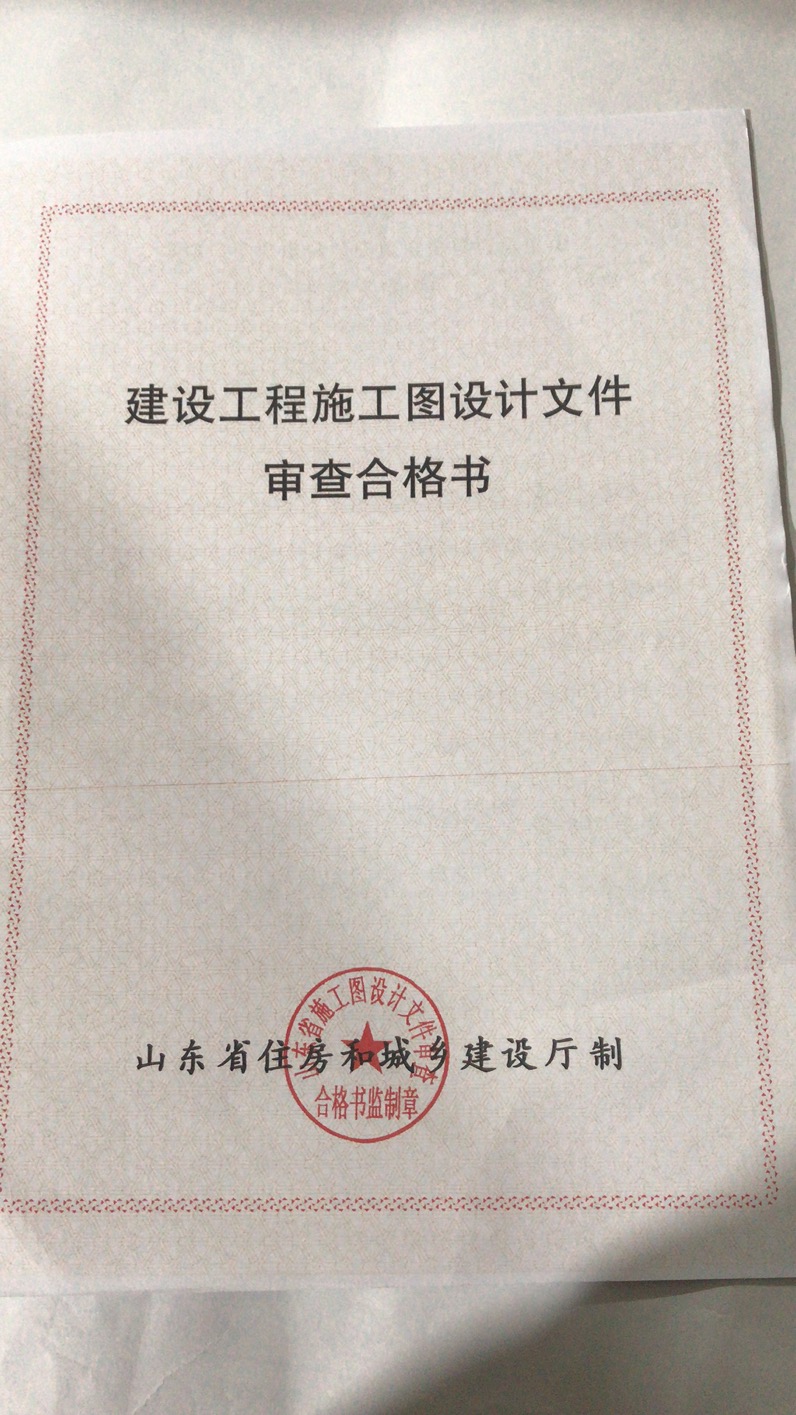 建设工程施工图设计文件
审查合格书
山东省施工图设计文件审查
合格书监制章
山东省住房和城乡建设厅制